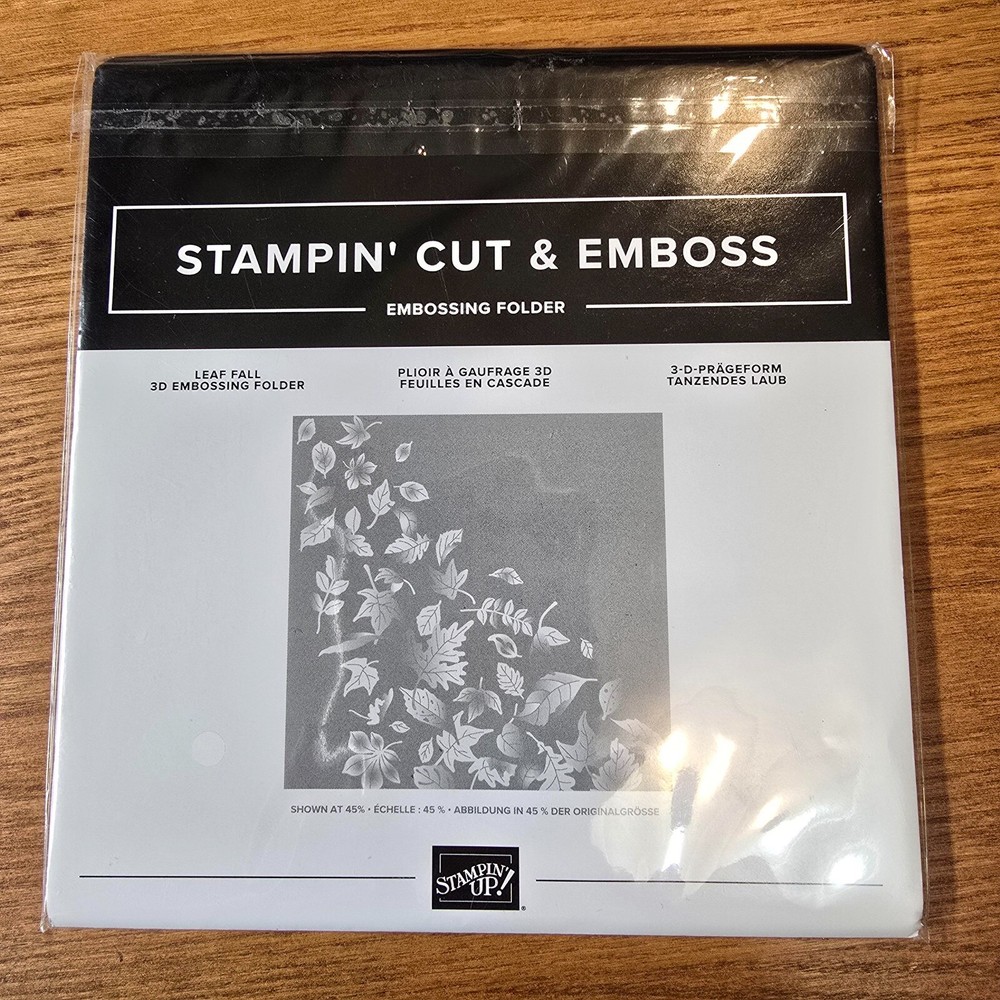 STAMPIN' CUT & EMBOSS
EMBOSSING FOLDER
LEAF FALL
3D EMBOSSING FOLDER
PLIOIR À GAUFRAGE 3D
FEUILLES EN CASCADE
3-D-PRÄGEFORM
TANZENDES LAUB
SHOWN AT 45% • ÉCHELLE : 45 % • ABBILDUNG IN 45 % DER ORIGINALGRÖSSE
STAMPIN'
UP!®